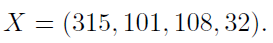 X = (315, 101, 108, 32).